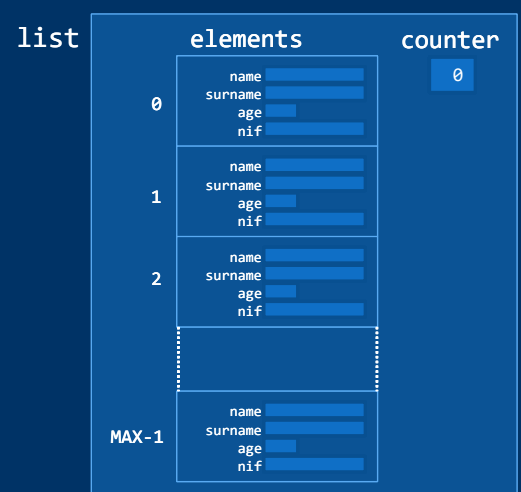 list
elements
counter
0
0
name
surname
age
nif
1
name
surname
age
nif
2
name
surname
age
nif
MAX-1
name
surname
age
nif